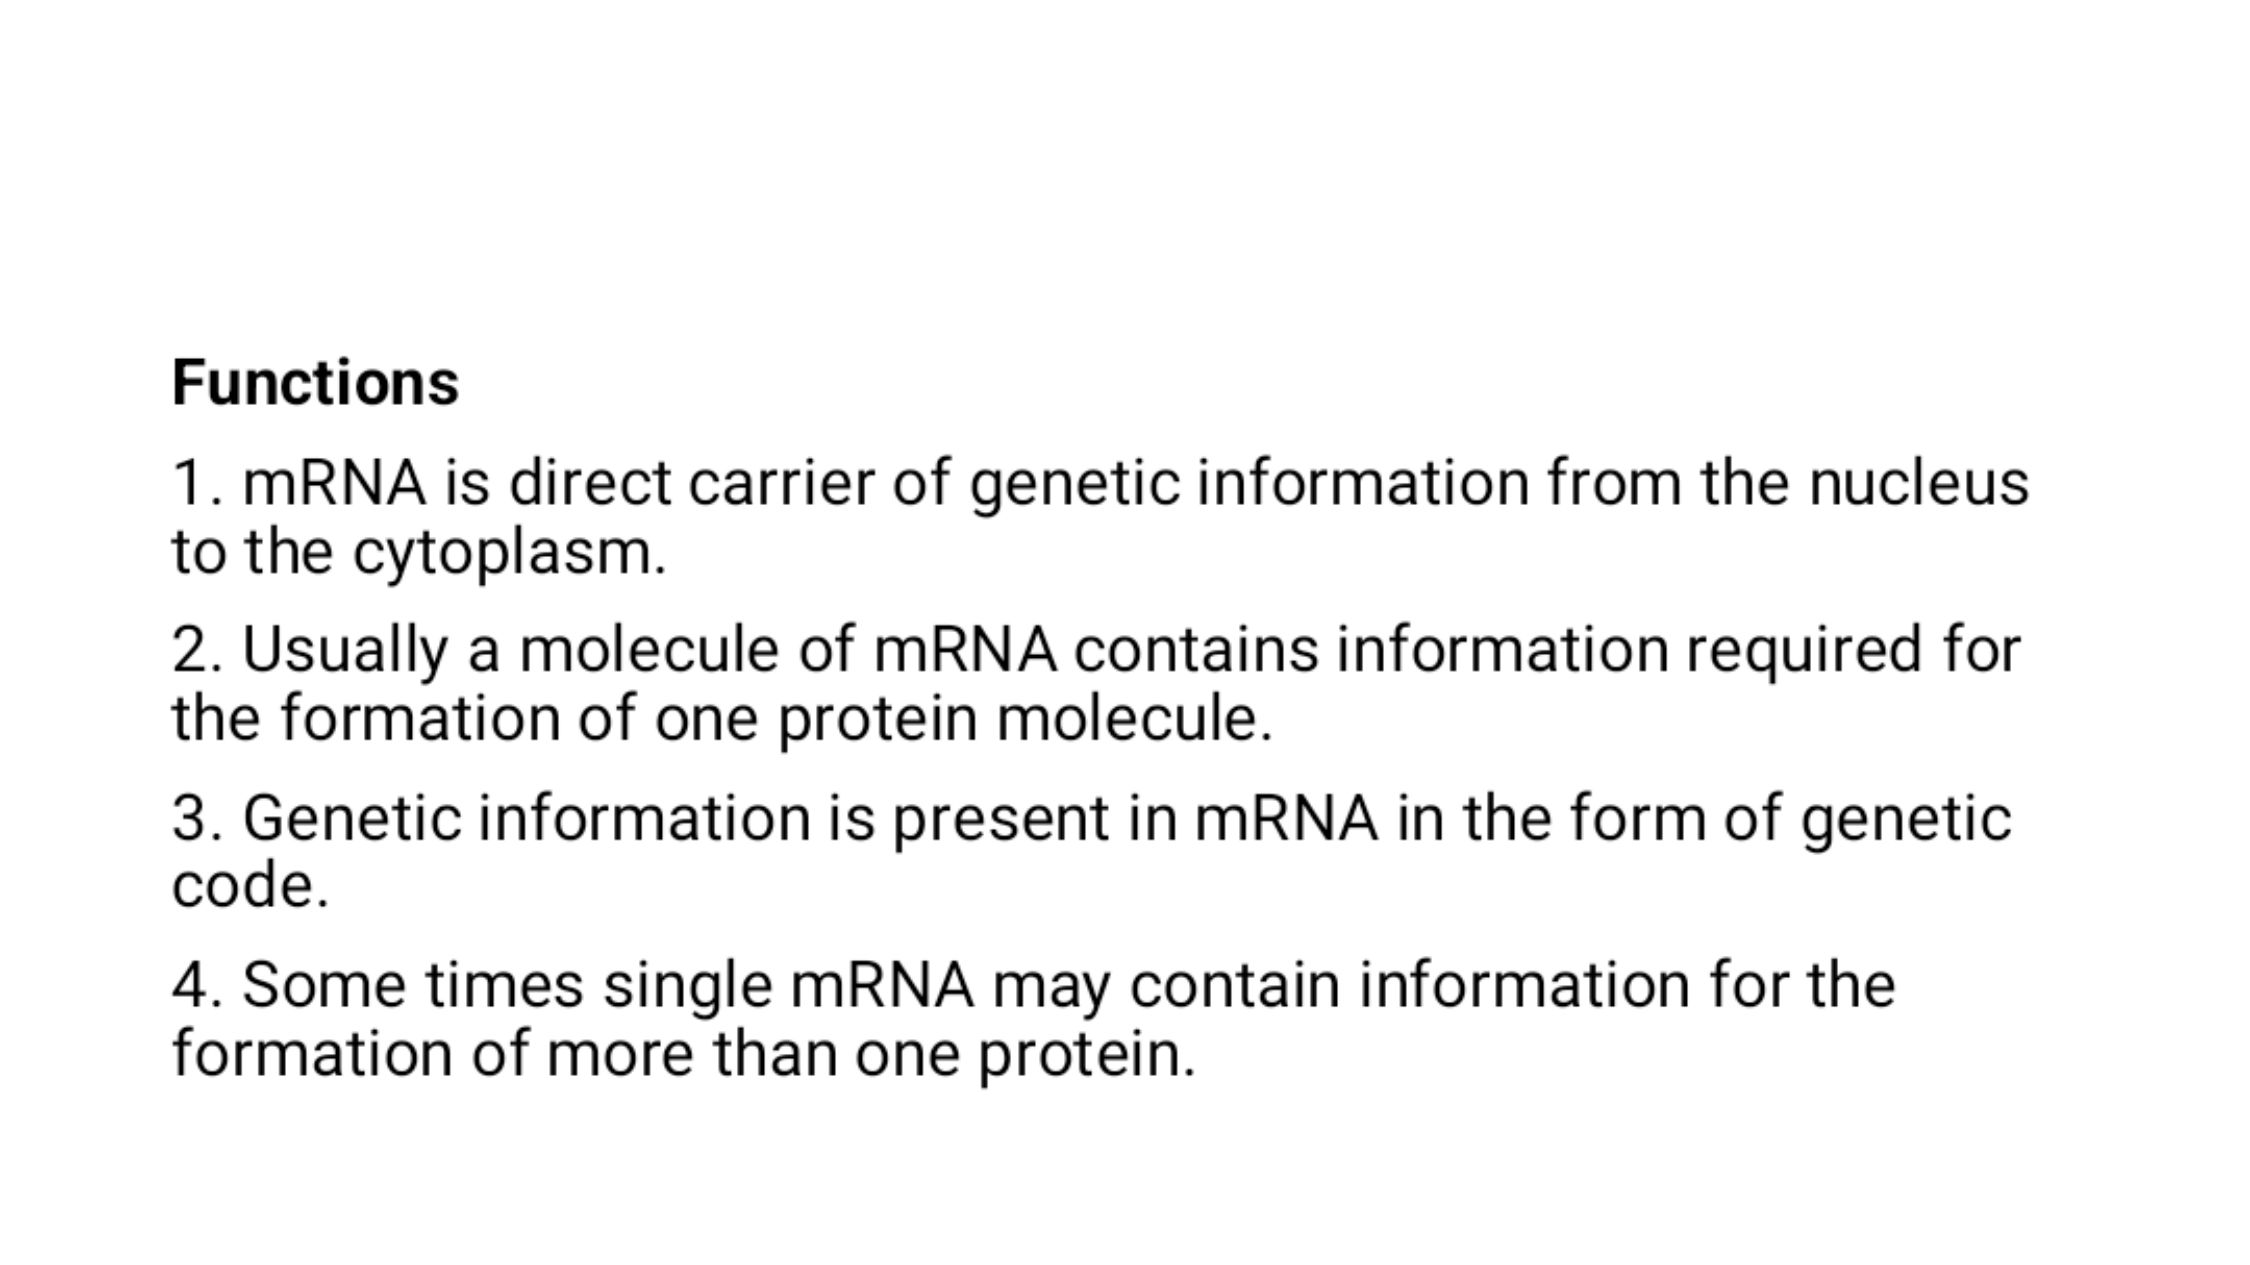 Functions
1. mRNA is direct carrier of genetic information from the nucleus
to the cytoplasm.
2. Usually a molecule of mRNA contains information required for
the formation of one protein molecule.
3. Genetic information is present in mRNA in the form of genetic
code.
4. Some times single mRNA may contain information for the
formation of more than one protein.